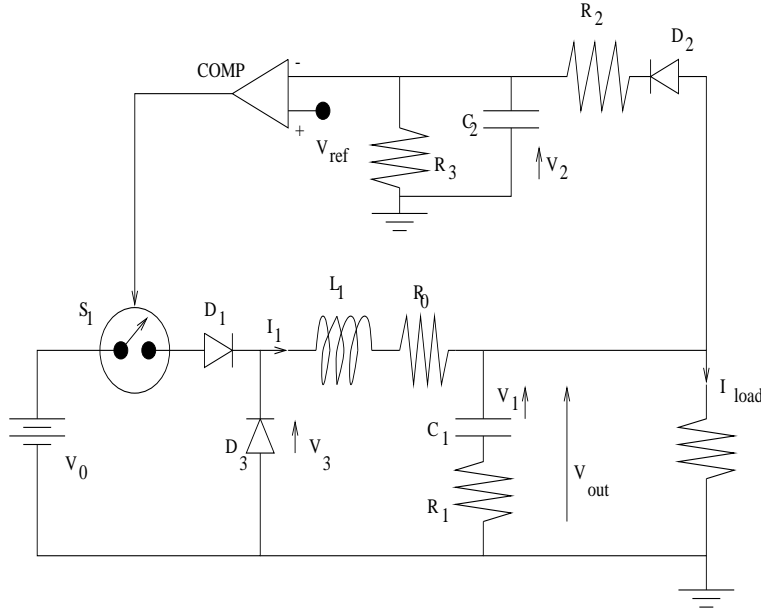 R2
D2
COMP
-
+
Vref
C2
R3
V2
S1
D1
I1
L1
R0
V1
I load
V0
D3
V3
C1
R1
Vout